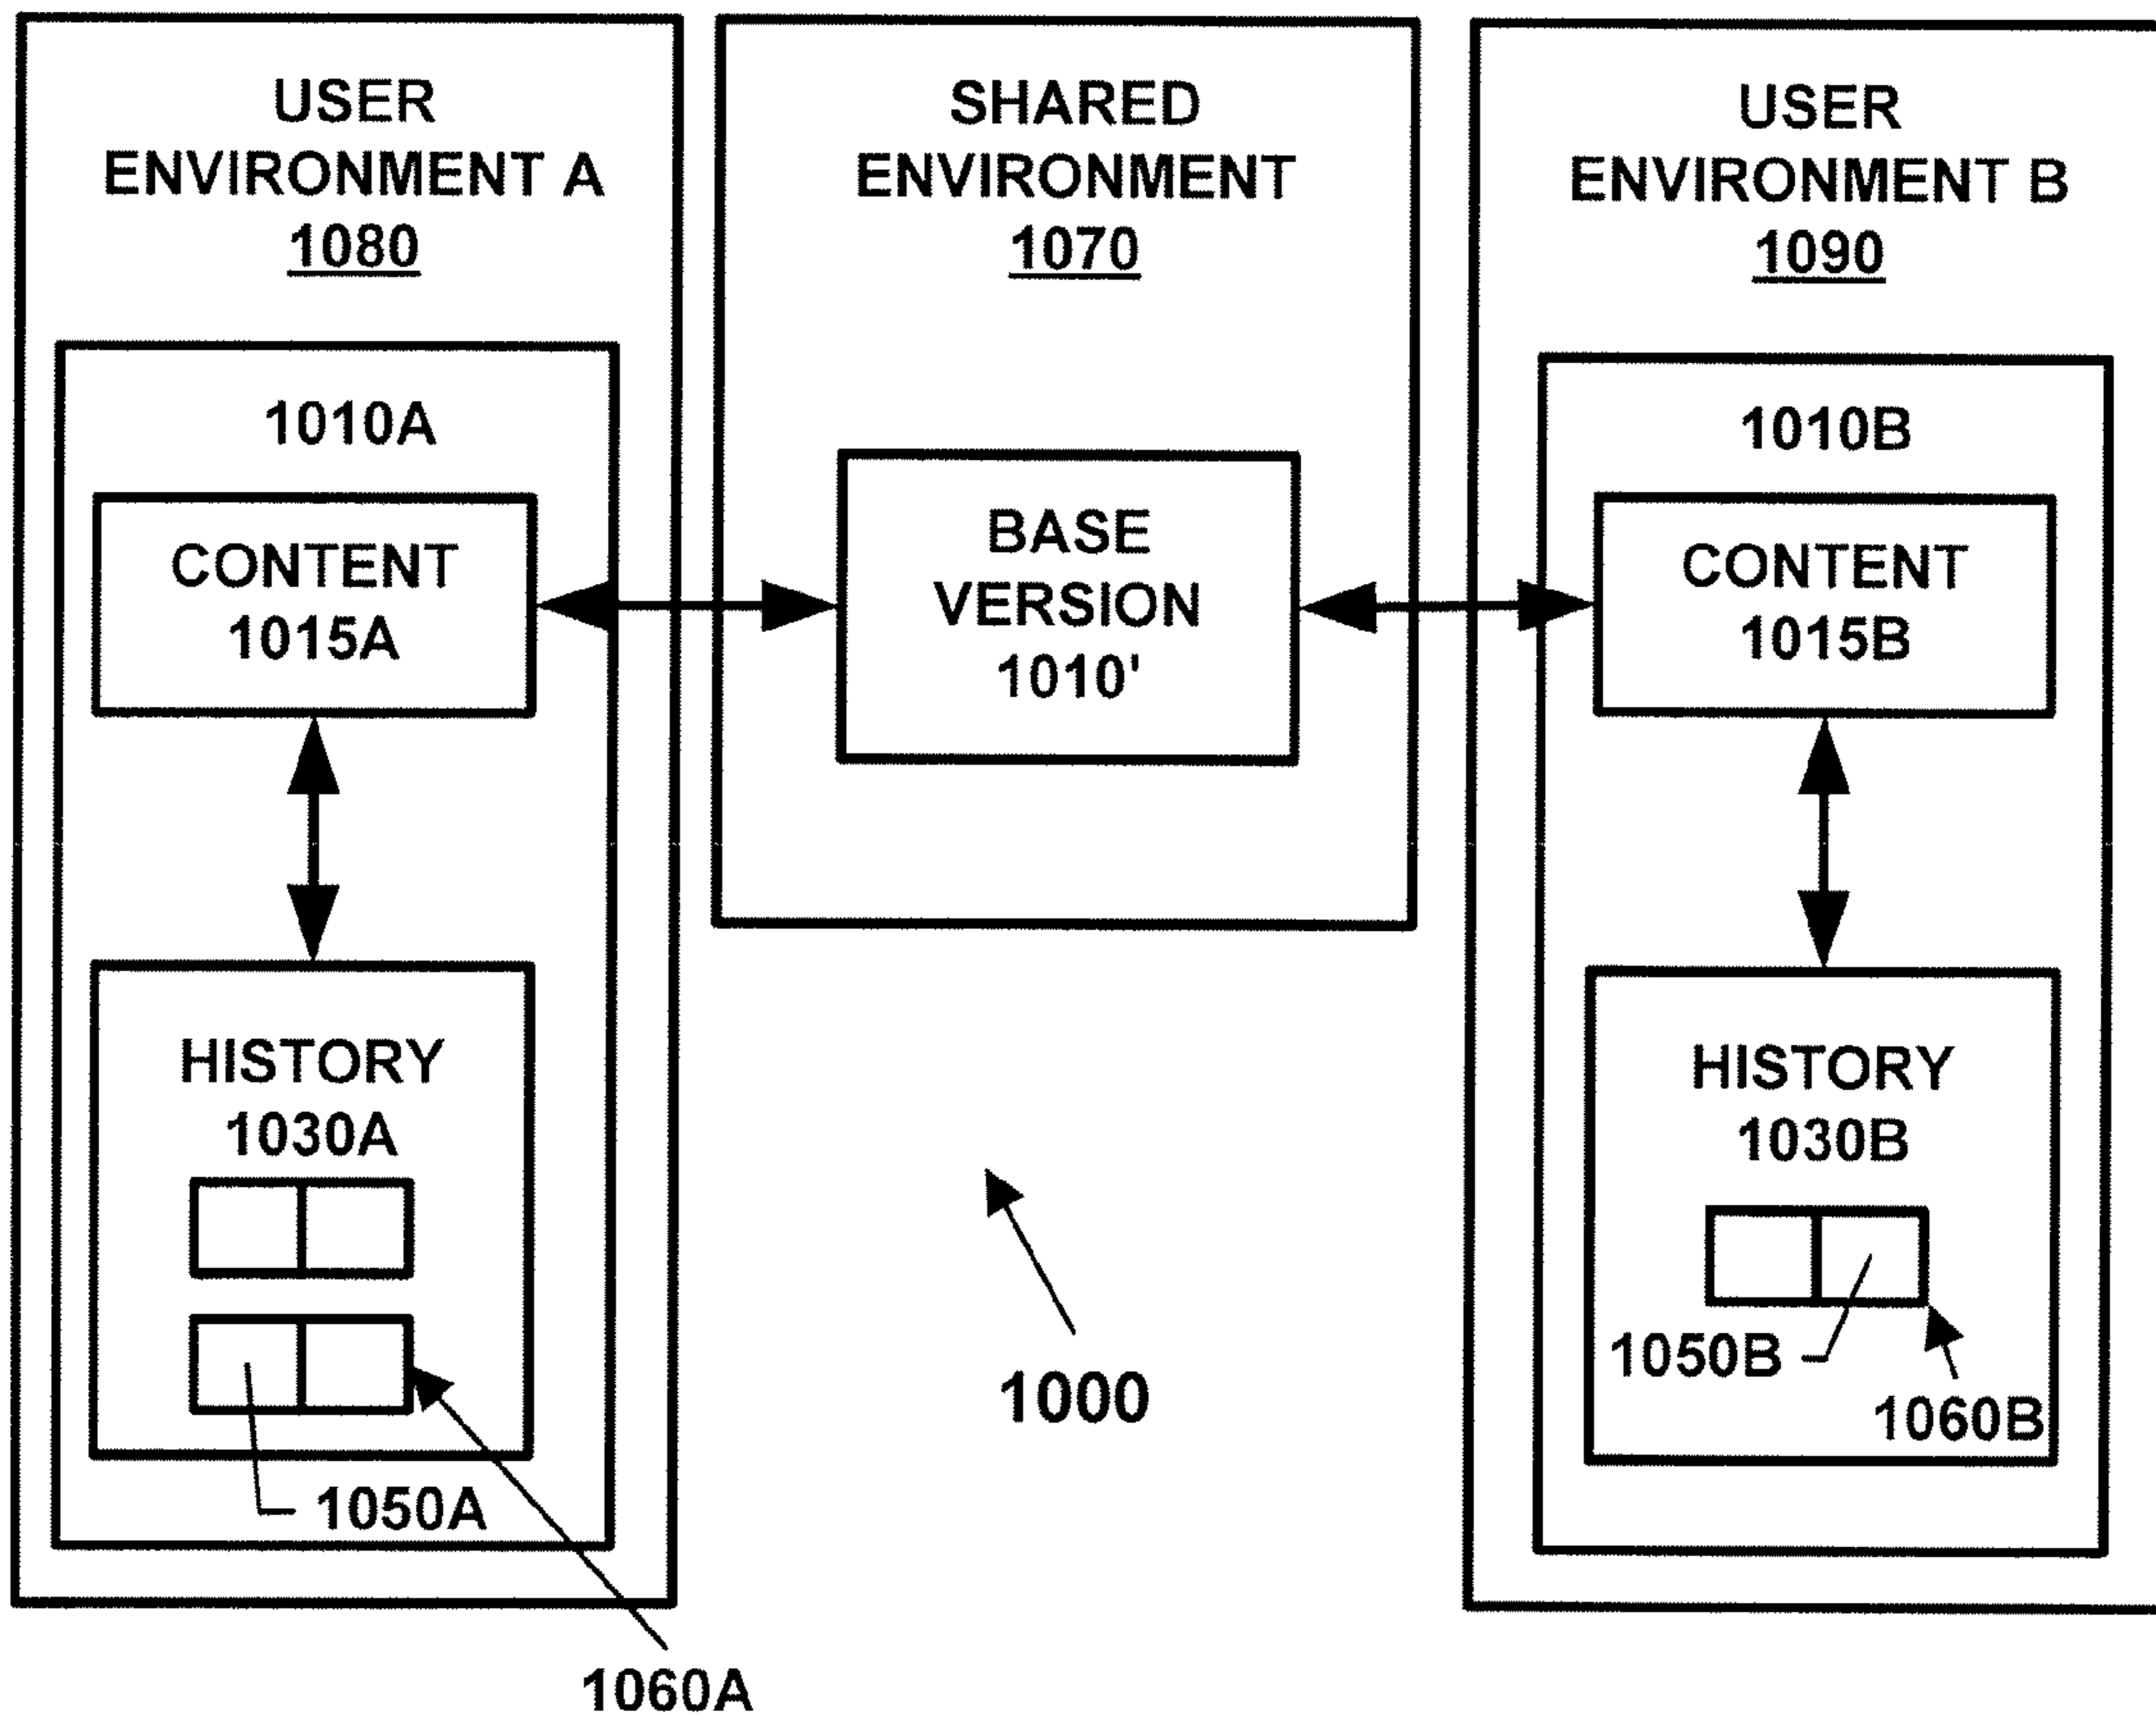 USER
ENVIRONMENT A
1080
1010A
CONTENT
1015A
HISTORY
1030A
1050A
1060A
SHARED
ENVIRONMENT
1070
BASE
VERSION
1010'
1000
USER
ENVIRONMENT B
1090
1010B
CONTENT
1015B
HISTORY
1030B
1050B
1060B